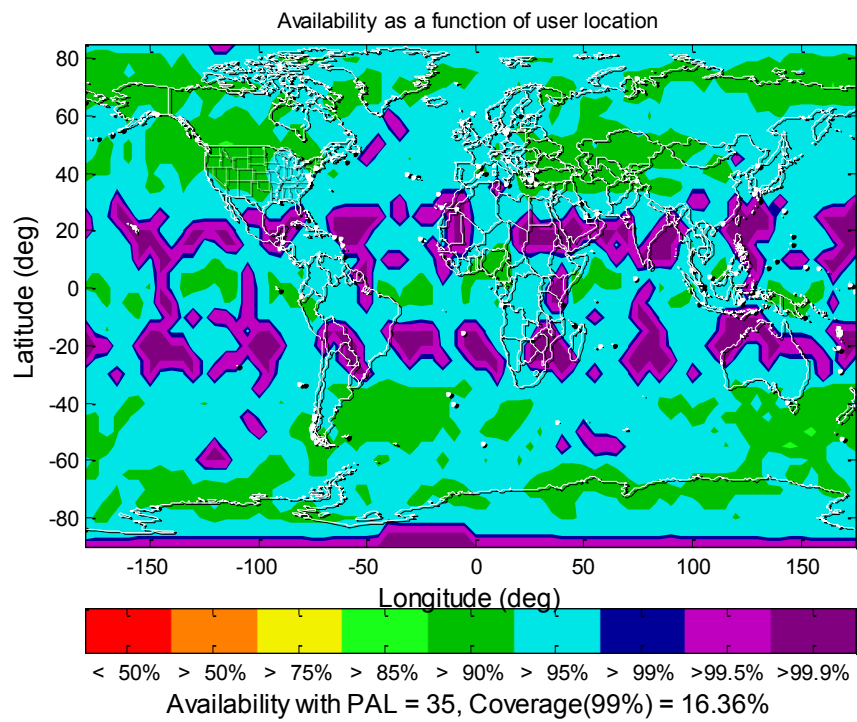 Availability as a function of user location
80
60
40
20
0
-20
-40
-60
-80
Latitude (deg)
-150 -100 -50 0 50 100 150
Longitude (deg)
< 50% > 50% > 75% > 85% > 90% > 95% > 99% >99.5% >99.9%
Availability with PAL = 35, Coverage(99%) = 16.36%